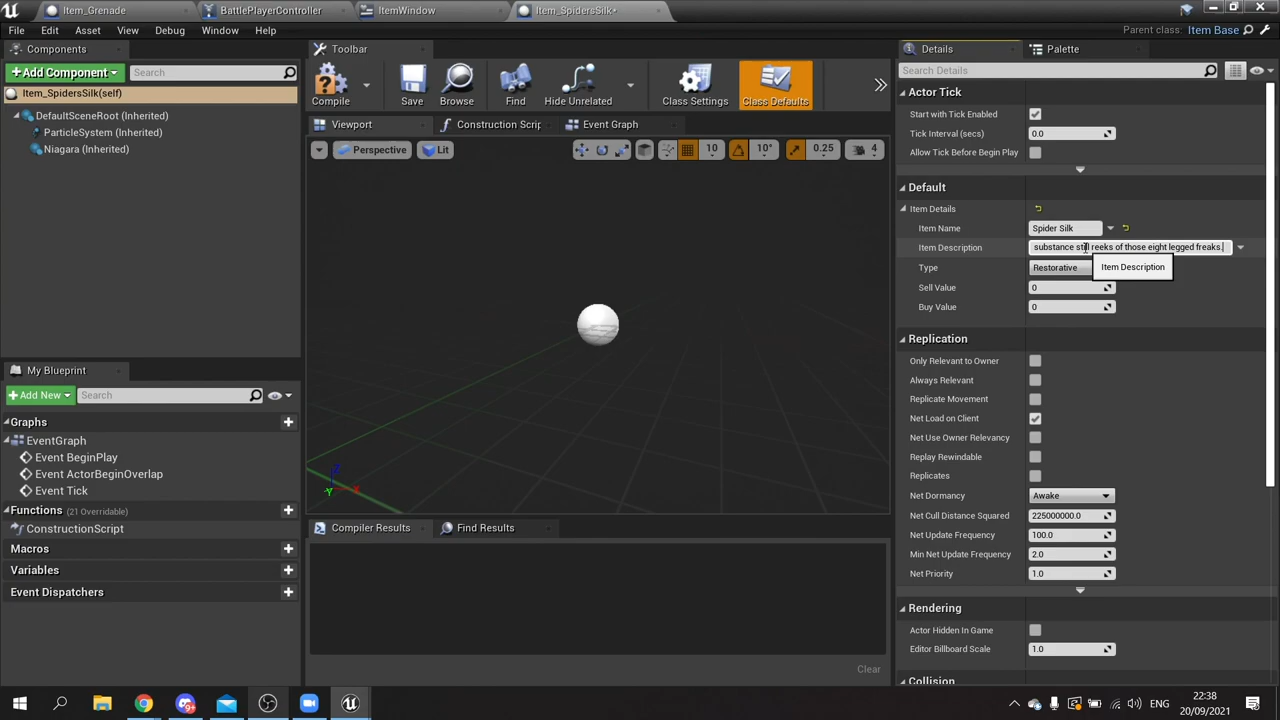 Item_Grenade
BattlePlayerController
ItemWindow
Item_SpidersSilk*
File Edit Asset View Debug Window Help
Parent class: Item Base
Components
Toolbar
Details
Palette
Add Component
Search
Search Details
Item_SpidersSilk(self)
DefaultSceneRoot (Inherited)
ParticleSystem (Inherited)
Niagara (Inherited)
Compile
Save
Browse
Find
Hide Unrelated
Class Settings
Class Defaults
Viewport
Construction Scrip
Event Graph
Perspective
Lit
10
10°
0.25
4
Actor Tick
Start with Tick Enabled
Tick Interval (secs) 0.0
Allow Tick Before Begin Play
Default
Item Details
Item Name Spider Silk
Item Description substance still reeks of those eight legged freaks.
Type Restorative
Item Description
Sell Value 0
Buy Value 0
Replication
Only Relevant to Owner
Always Relevant
Replicate Movement
Net Load on Client
Net Use Owner Relevancy
Replay Rewindable
Replicates
Net Dormancy Awake
Net Cull Distance Squared 225000000.0
Net Update Frequency 100.0
Min Net Update Frequency 2.0
Net Priority 1.0
Rendering
Actor Hidden In Game
Editor Billboard Scale 1.0
Collision
My Blueprint
Add New
Search
Graphs
EventGraph
Event BeginPlay
Event ActorBeginOverlap
Event Tick
Functions (21 Overridable)
ConstructionScript
Macros
Variables
Event Dispatchers
Compiler Results
Find Results
Clear
Z
Y
X
ENG
22:38
20/09/2021